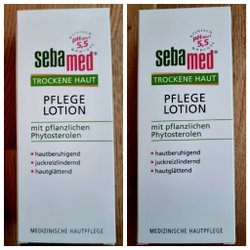 pH-Wert
5,5
sebamed®
TROCKENE HAUT
PFLEGE
LOTION
mit pflanzlichen
Phytosterolen
• hautberuhigend
• juckreizlindernd
• hautglättend
MEDIZINISCHE HAUTPFLEGE
pH-Wert
5,5
sebamed®
TROCKENE HAUT
PFLEGE
LOTION
mit pflanzlichen
Phytosterolen
• hautberuhigend
• juckreizlindernd
• hautglättend
MEDIZINISCHE HAUTPFLEGE